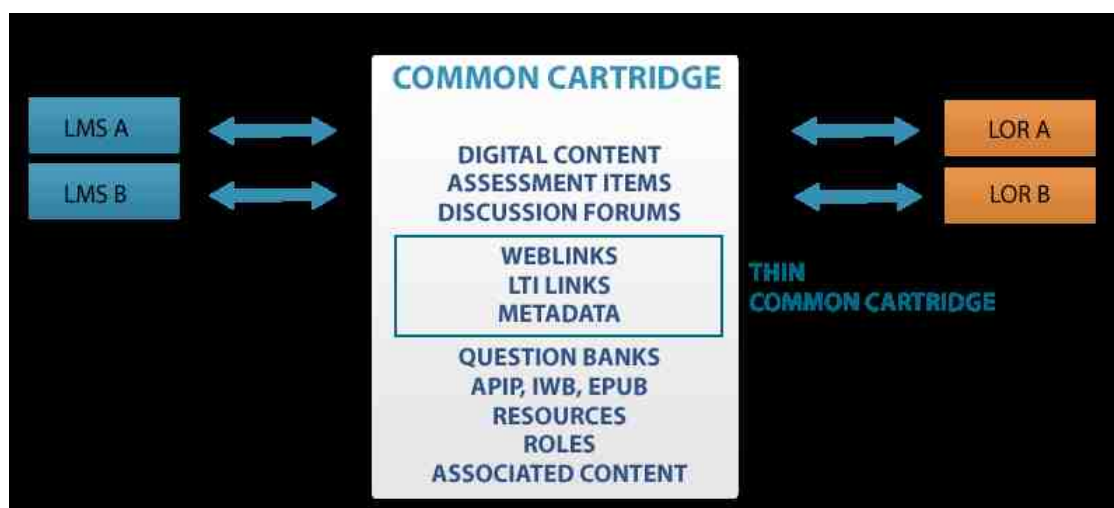 COMMON CARTRIDGE
LMS A
LMS B
DIGITAL CONTENT
ASSESSMENT ITEMS
DISCUSSION FORUMS
WEBLINKS
LTI LINKS
METADATA
QUESTION BANKS
APIP, IWB, EPUB
RESOURCES
ROLES
ASSOCIATED CONTENT
THIN
COMMON CARTRIDGE
LOR A
LOR B